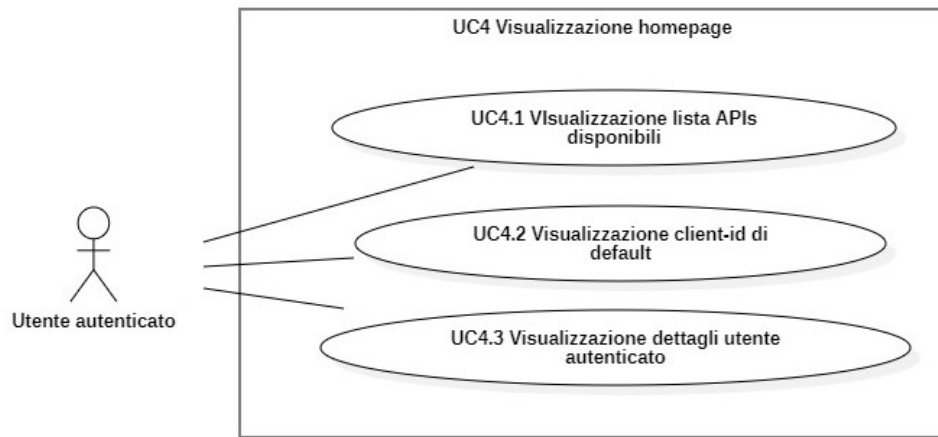 UC4 Visualizzazione homepage
UC4.1 VIsualizzazione lista APIs
disponibili
UC4.2 Visualizzazione client-id di
default
Utente autenticato
UC4.3 Visualizzazione dettagli utente
autenticato